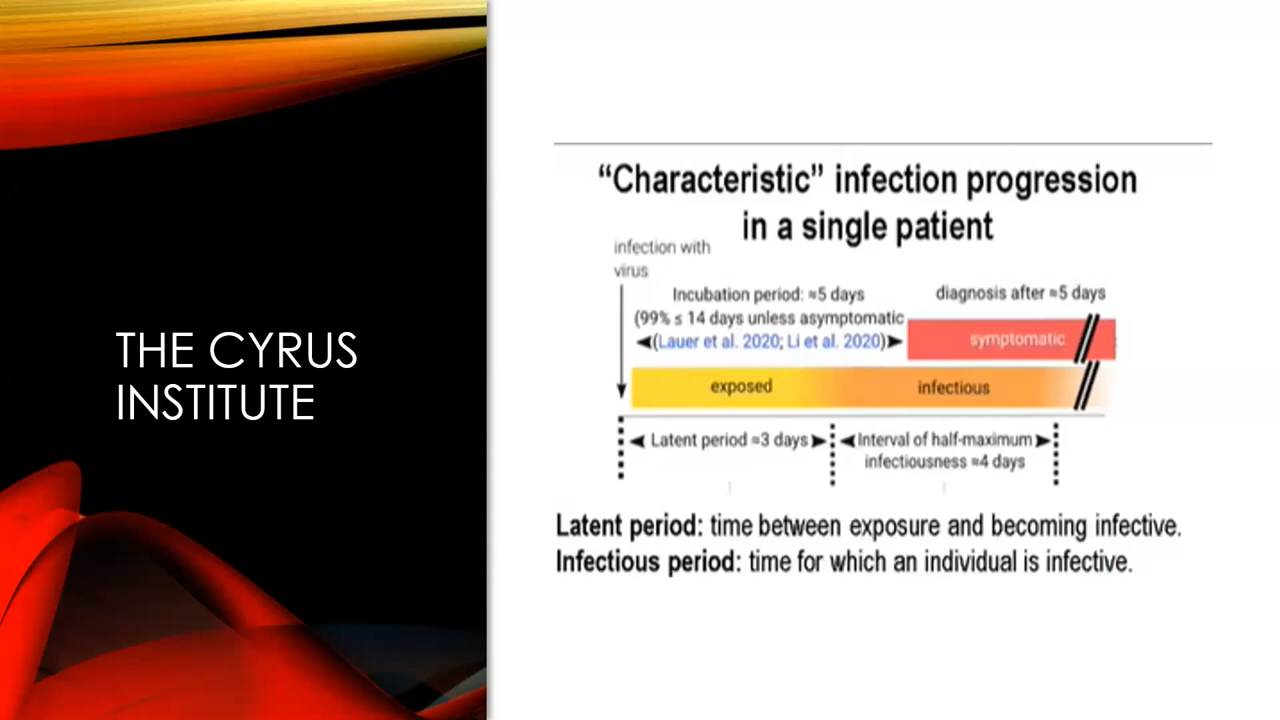 THE CYRUS
INSTITUTE
“Characteristic” infection progression
in a single patient
infection with
virus
Incubation period: ≈5 days
(99% ≤ 14 days unless asymptomatic
(Lauer et al. 2020; Li et al. 2020)
diagnosis after ≈5 days
symptomatic
exposed
infectious
Latent period ≈3 days
Interval of half-maximum
infectiousness ≈4 days
Latent period: time between exposure and becoming infective.
Infectious period: time for which an individual is infective.